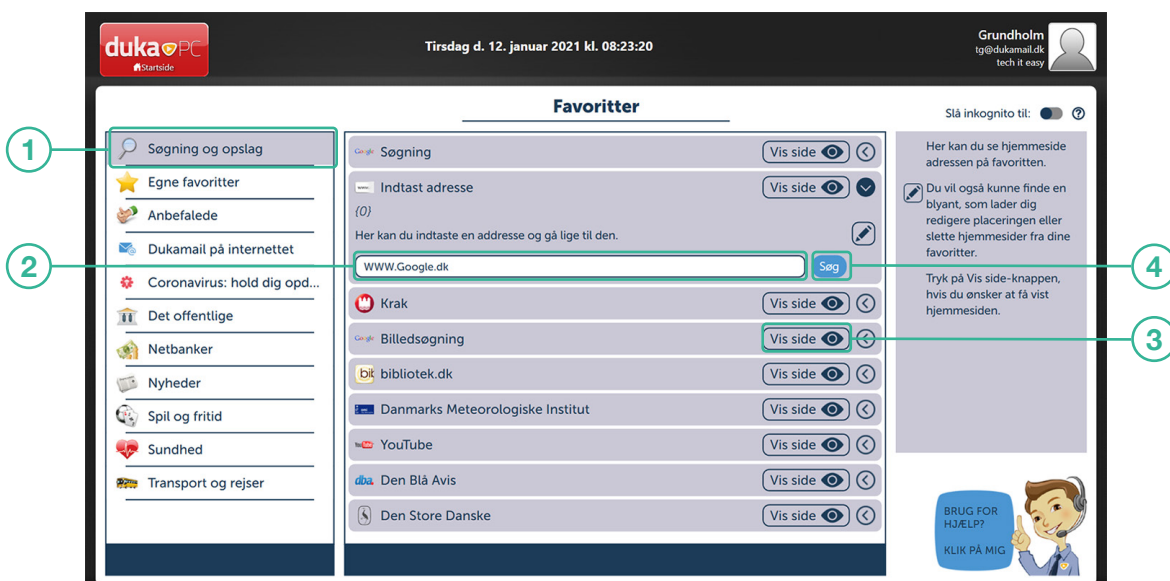 duka PC
Startside
Tirsdag d. 12. januar 2021 kl. 08:23:20
Grundholm
tg@dukamail.dk
tech it easy
Favoritter
Slå inkognito til:
?
1
Søgning og opslag
Egne favoritter
Anbefalede
Dukamail på internettet
Coronavirus: hold dig opd...
Det offentlige
Netbanker
Nyheder
Spil og fritid
Sundhed
Transport og rejser
Google Søgning Vis side
Indtast adresse Vis side
{0}
Her kan du indtaste en addresse og gå lige til den.
2
WWW.Google.dk Søg
4
Krak Vis side
Google Billedsøgning Vis side
3
bib bibliotek.dk Vis side
Danmarks Meteorologiske Institut Vis side
YouTube Vis side
dba. Den Blå Avis Vis side
Den Store Danske Vis side
Her kan du se hjemmeside
adressen på favoritten.
Du vil også kunne finde en
blyant, som lader dig
redigere placeringen eller
slette hjemmesider fra dine
favoritter.
Tryk på Vis side-knappen,
hvis du ønsker at få vist
hjemmesiden.
BRUG FOR
HJÆLP?
KLIK PÅ MIG